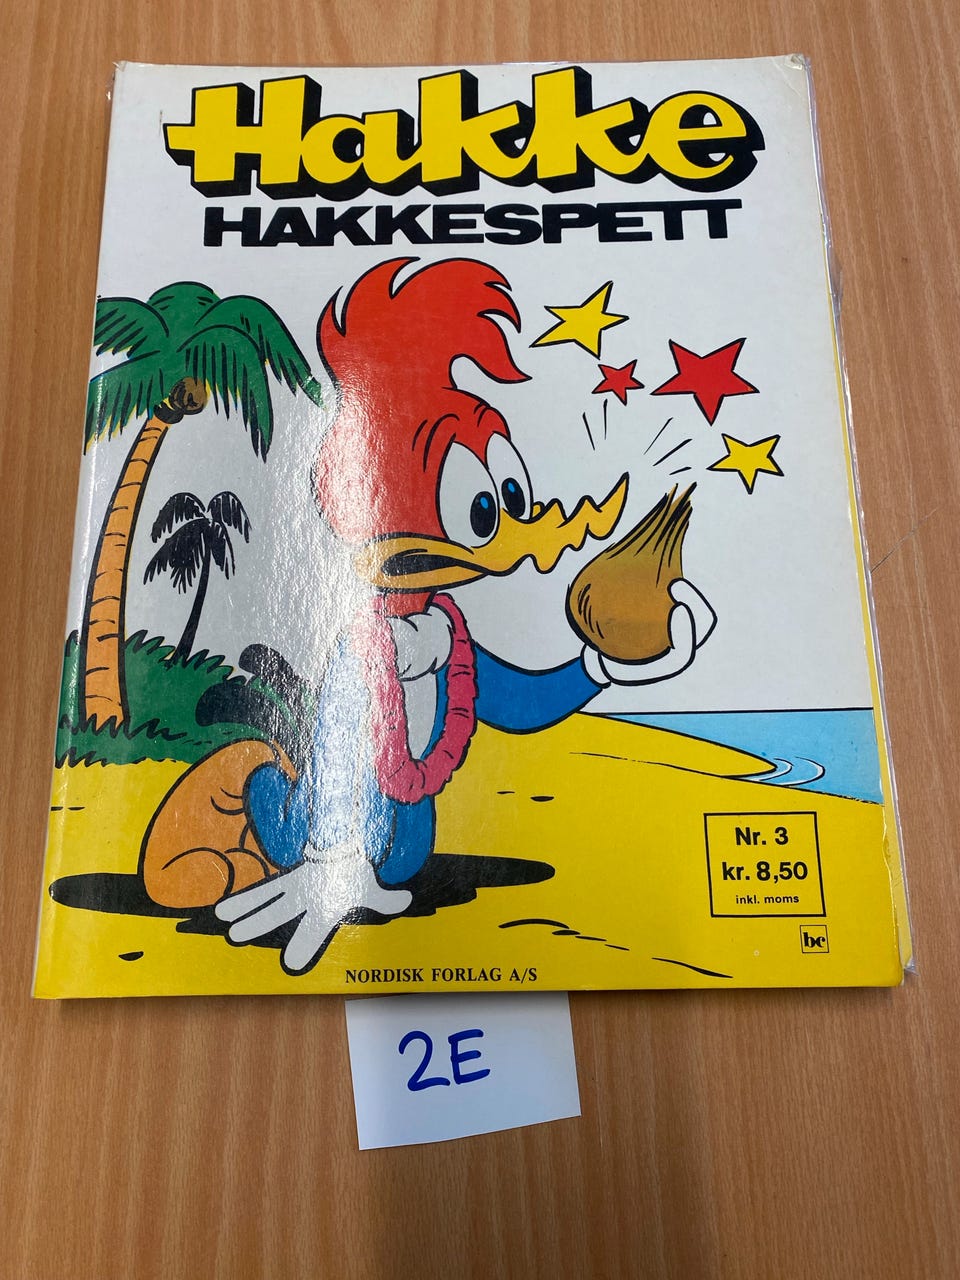 Hakke
HAKKESPETT
Nr. 3
kr. 8,50
inkl. moms
bc
NORDISK FORLAG A/S
2E